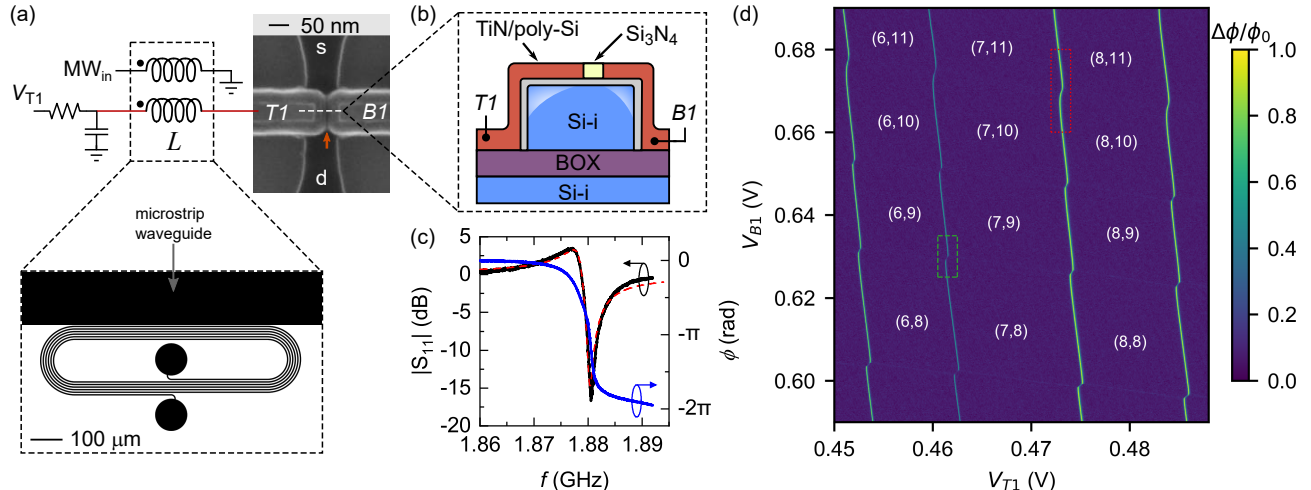 (a)
MW_in
V_T1
L
50 nm
s
T1
B1
d
microstrip
waveguide
100 μm
(b)
TiN/poly-Si
Si₃N₄
T1
B1
Si-i
BOX
Si-i
(c)
|S₁₁| (dB)
5
0
-5
-10
-15
-20
1.86
1.87
1.88
1.89
f (GHz)
0
-π
-2π
ϕ (rad)
(d)
V_B1 (V)
0.68
0.66
0.64
0.62
0.60
0.45
0.46
0.47
0.48
V_T1 (V)
(6,11)
(7,11)
(8,11)
(6,10)
(7,10)
(8,10)
(6,9)
(7,9)
(8,9)
(6,8)
(7,8)
(8,8)
Δϕ/ϕ₀
1.0
0.8
0.6
0.4
0.2
0.0